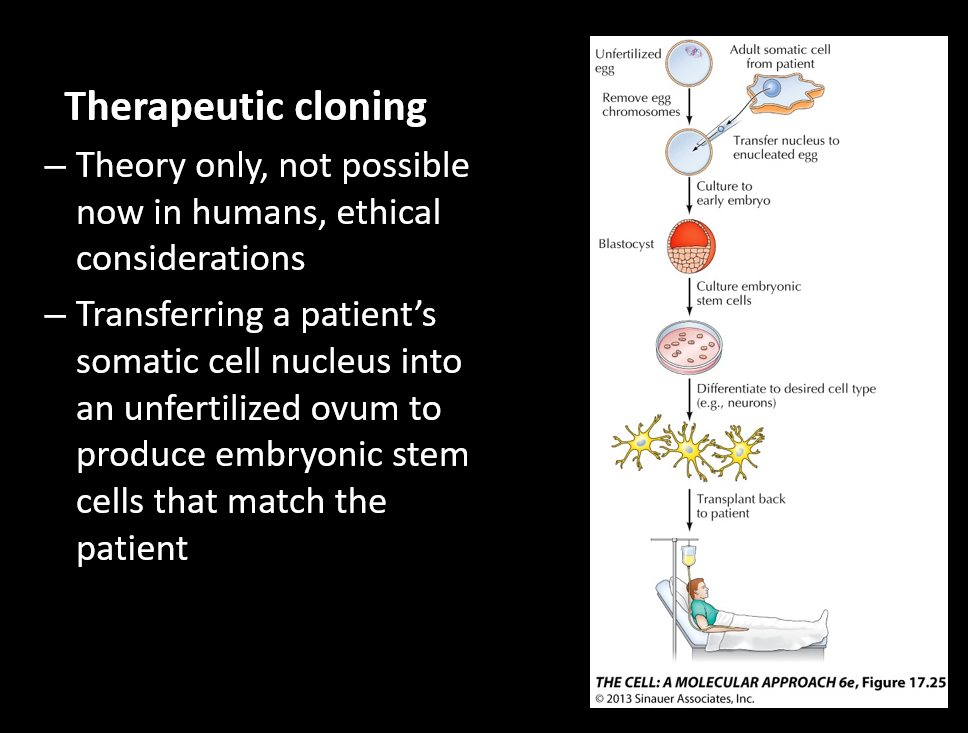 Therapeutic cloning
– Theory only, not possible
now in humans, ethical
considerations
– Transferring a patient’s
somatic cell nucleus into
an unfertilized ovum to
produce embryonic stem
cells that match the
patient
Unfertilized
egg
Adult somatic cell
from patient
Remove egg
chromosomes
Transfer nucleus to
enucleated egg
Culture to
early embryo
Blastocyst
Culture embryonic
stem cells
Differentiate to desired cell type
(e.g., neurons)
Transplant back
to patient
THE CELL: A MOLECULAR APPROACH 6e, Figure 17.25
© 2013 Sinauer Associates, Inc.